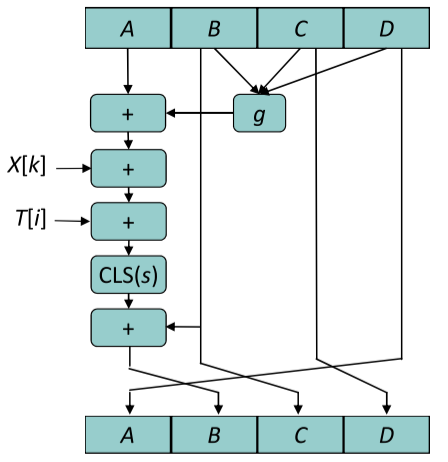 A B C D
+ g
X[k] +
T[i] +
CLS(s)
+
A B C D